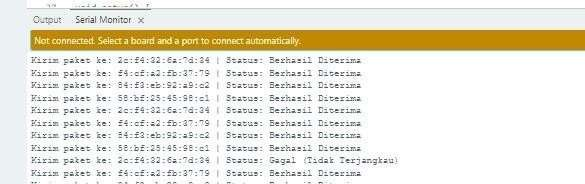 void setup() {
Output Serial Monitor ×
Not connected. Select a board and a port to connect automatically.
Kirim paket ke: 2c:f4:32:6a:7d:34 | Status: Berhasil Diterima
Kirim paket ke: f4:cf:a2:fb:37:79 | Status: Berhasil Diterima
Kirim paket ke: 84:f3:eb:92:a9:c2 | Status: Berhasil Diterima
Kirim paket ke: 58:bf:25:45:98:c1 | Status: Berhasil Diterima
Kirim paket ke: 2c:f4:32:6a:7d:34 | Status: Berhasil Diterima
Kirim paket ke: f4:cf:a2:fb:37:79 | Status: Berhasil Diterima
Kirim paket ke: 84:f3:eb:92:a9:c2 | Status: Berhasil Diterima
Kirim paket ke: 58:bf:25:45:98:c1 | Status: Berhasil Diterima
Kirim paket ke: 2c:f4:32:6a:7d:34 | Status: Gagal (Tidak Terjangkau)
Kirim paket ke: f4:cf:a2:fb:37:79 | Status: Berhasil Diterima